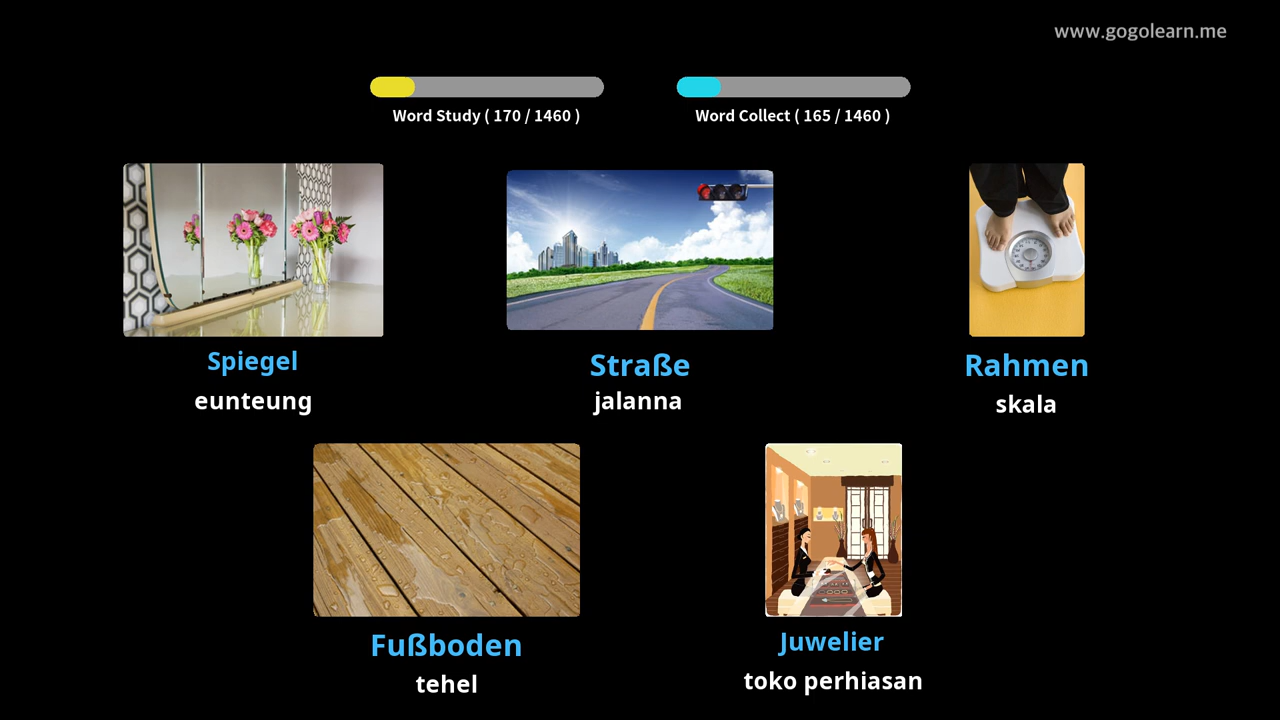 www.gogolearn.me
Word Study ( 170 / 1460 )
Word Collect ( 165 / 1460 )
Spiegel
eunteung
Straße
jalanna
Rahmen
skala
Fußboden
tehel
Juwelier
toko perhiasan